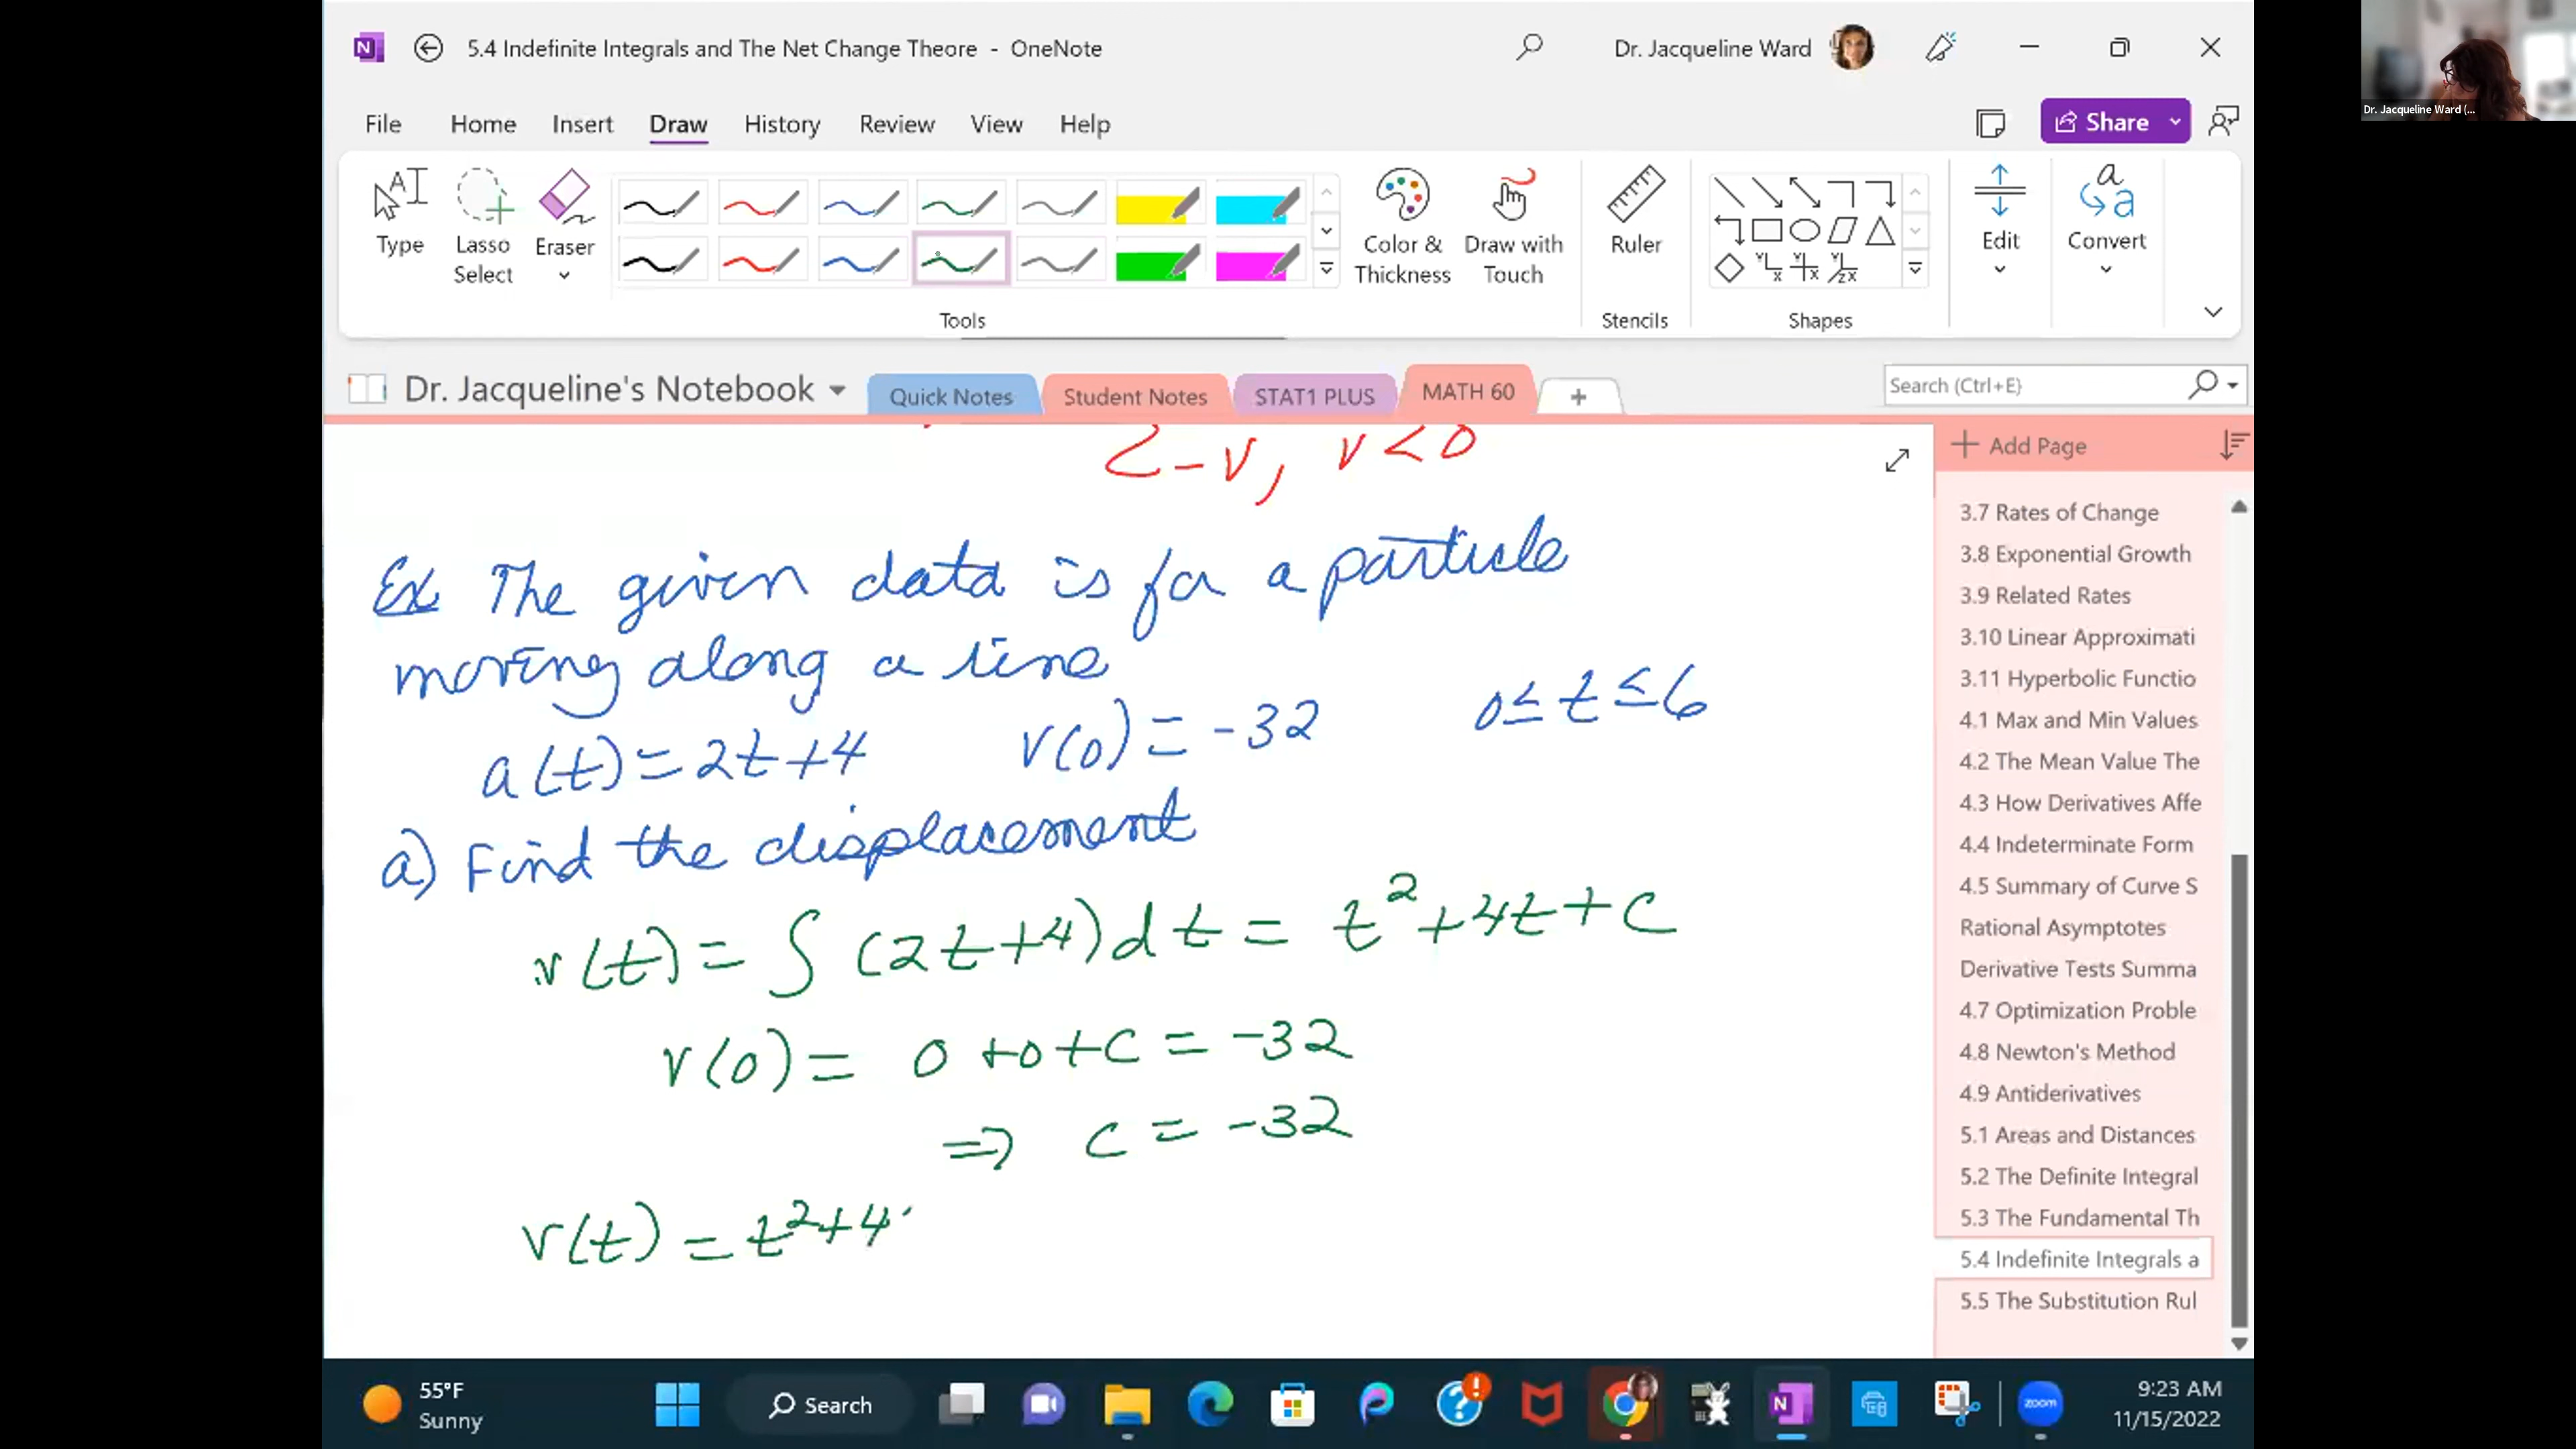 5.4 Indefinite Integrals and The Net Change Theore - OneNote
Dr. Jacqueline Ward
Dr. Jacqueline Ward (...
File Home Insert Draw History Review View Help
Share
Type
Lasso Select
Eraser
Color & Thickness
Draw with Touch
Ruler
Edit
Convert
Tools
Stencils
Shapes
Dr. Jacqueline's Notebook
Quick Notes
Student Notes
STAT1 PLUS
MATH 60
+
Search (Ctrl+E)
-v, v<0
Ex The given data is for a particle
moving along a line
a(t)=2t+4 v(0)=-32 0≤t≤6
a) Find the displacement
v(t)=∫(2t+4)dt=t²+4t+C
v(0)=0+0+C=-32
⇒ C=-32
v(t)=t²+4
Add Page
3.7 Rates of Change
3.8 Exponential Growth
3.9 Related Rates
3.10 Linear Approximati
3.11 Hyperbolic Functio
4.1 Max and Min Values
4.2 The Mean Value The
4.3 How Derivatives Affe
4.4 Indeterminate Form
4.5 Summary of Curve S
Rational Asymptotes
Derivative Tests Summa
4.7 Optimization Proble
4.8 Newton's Method
4.9 Antiderivatives
5.1 Areas and Distances
5.2 The Definite Integral
5.3 The Fundamental Th
5.4 Indefinite Integrals a
5.5 The Substitution Rul
55°F
Sunny
Search
zoom
9:23 AM
11/15/2022